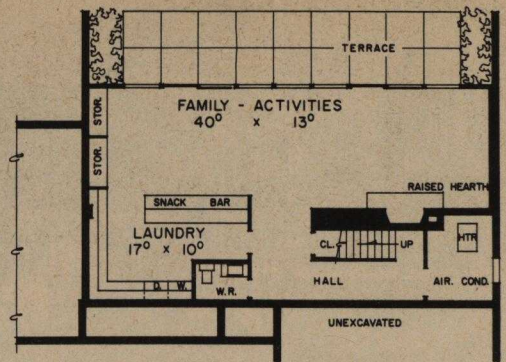 TERRACE
STOR.
FAMILY - ACTIVITIES
40⁰ x 13⁰
STOR.
RAISED HEARTH
SNACK BAR
LAUNDRY
17⁰ x 10⁰
CL.
UP
HTR
D. W.
W.R.
HALL
AIR. COND.
UNEXCAVATED